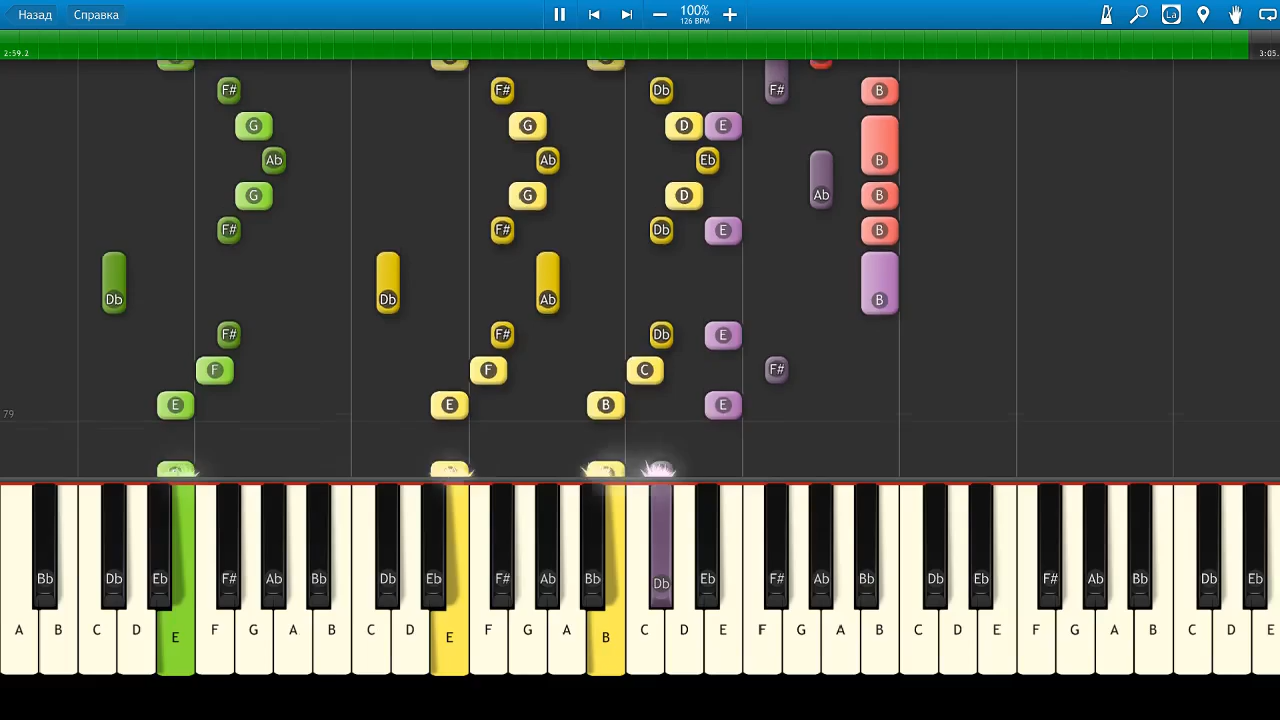 Назад Справка 100% La
126 BPM
2:59.2 3:05.
F# F# Db F# B
G G D E
Ab Ab Eb B
G G D Ab B
F# F# Db E B
Db Db Ab B
F# F# Db E
F F C F#
E E B E
79
Bb Db Eb F# Ab Bb Db Eb F# Ab Bb Db Eb F# Ab Bb Db Eb F# Ab Bb Db Eb
A B C D E F G A B C D E F G A B C D E F G A B C D E F G A B C D E